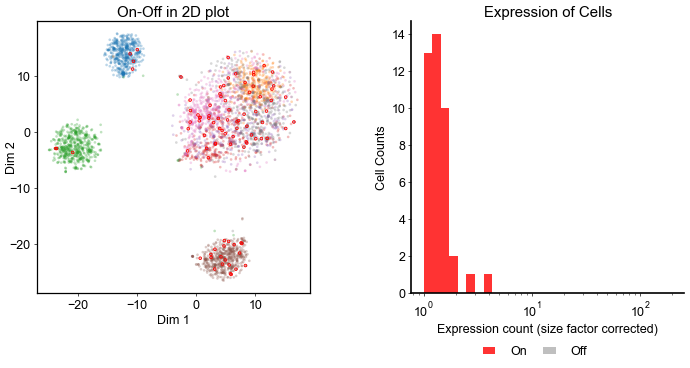 On-Off in 2D plot
Dim 2
10
0
−10
−20
−20 −10 0 10
Dim 1
Expression of Cells
Cell Counts
14
12
10
8
6
4
2
0
10^0 10^1 10^2
Expression count (size factor corrected)
On Off